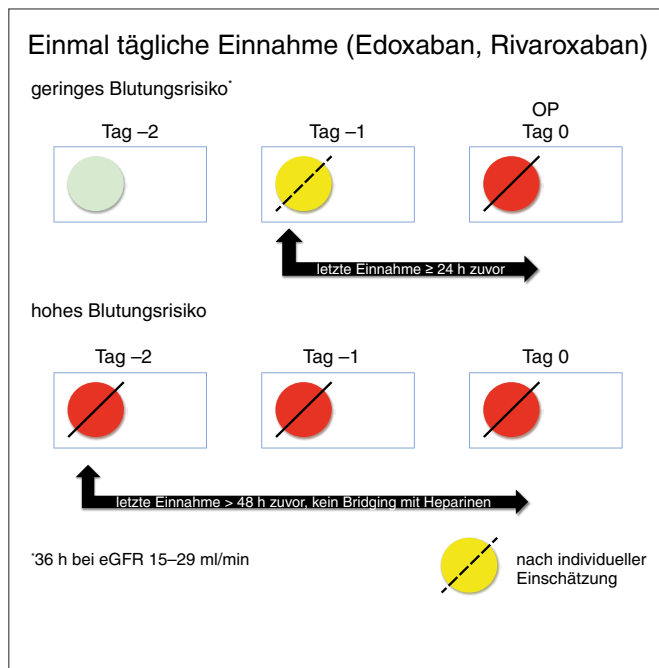 Einmal tägliche Einnahme (Edoxaban, Rivaroxaban)
geringes Blutungsrisiko*
OP
Tag –2 Tag –1 Tag 0
letzte Einnahme ≥ 24 h zuvor
hohes Blutungsrisiko
Tag –2 Tag –1 Tag 0
letzte Einnahme > 48 h zuvor, kein Bridging mit Heparinen
*36 h bei eGFR 15–29 ml/min
nach individueller
Einschätzung